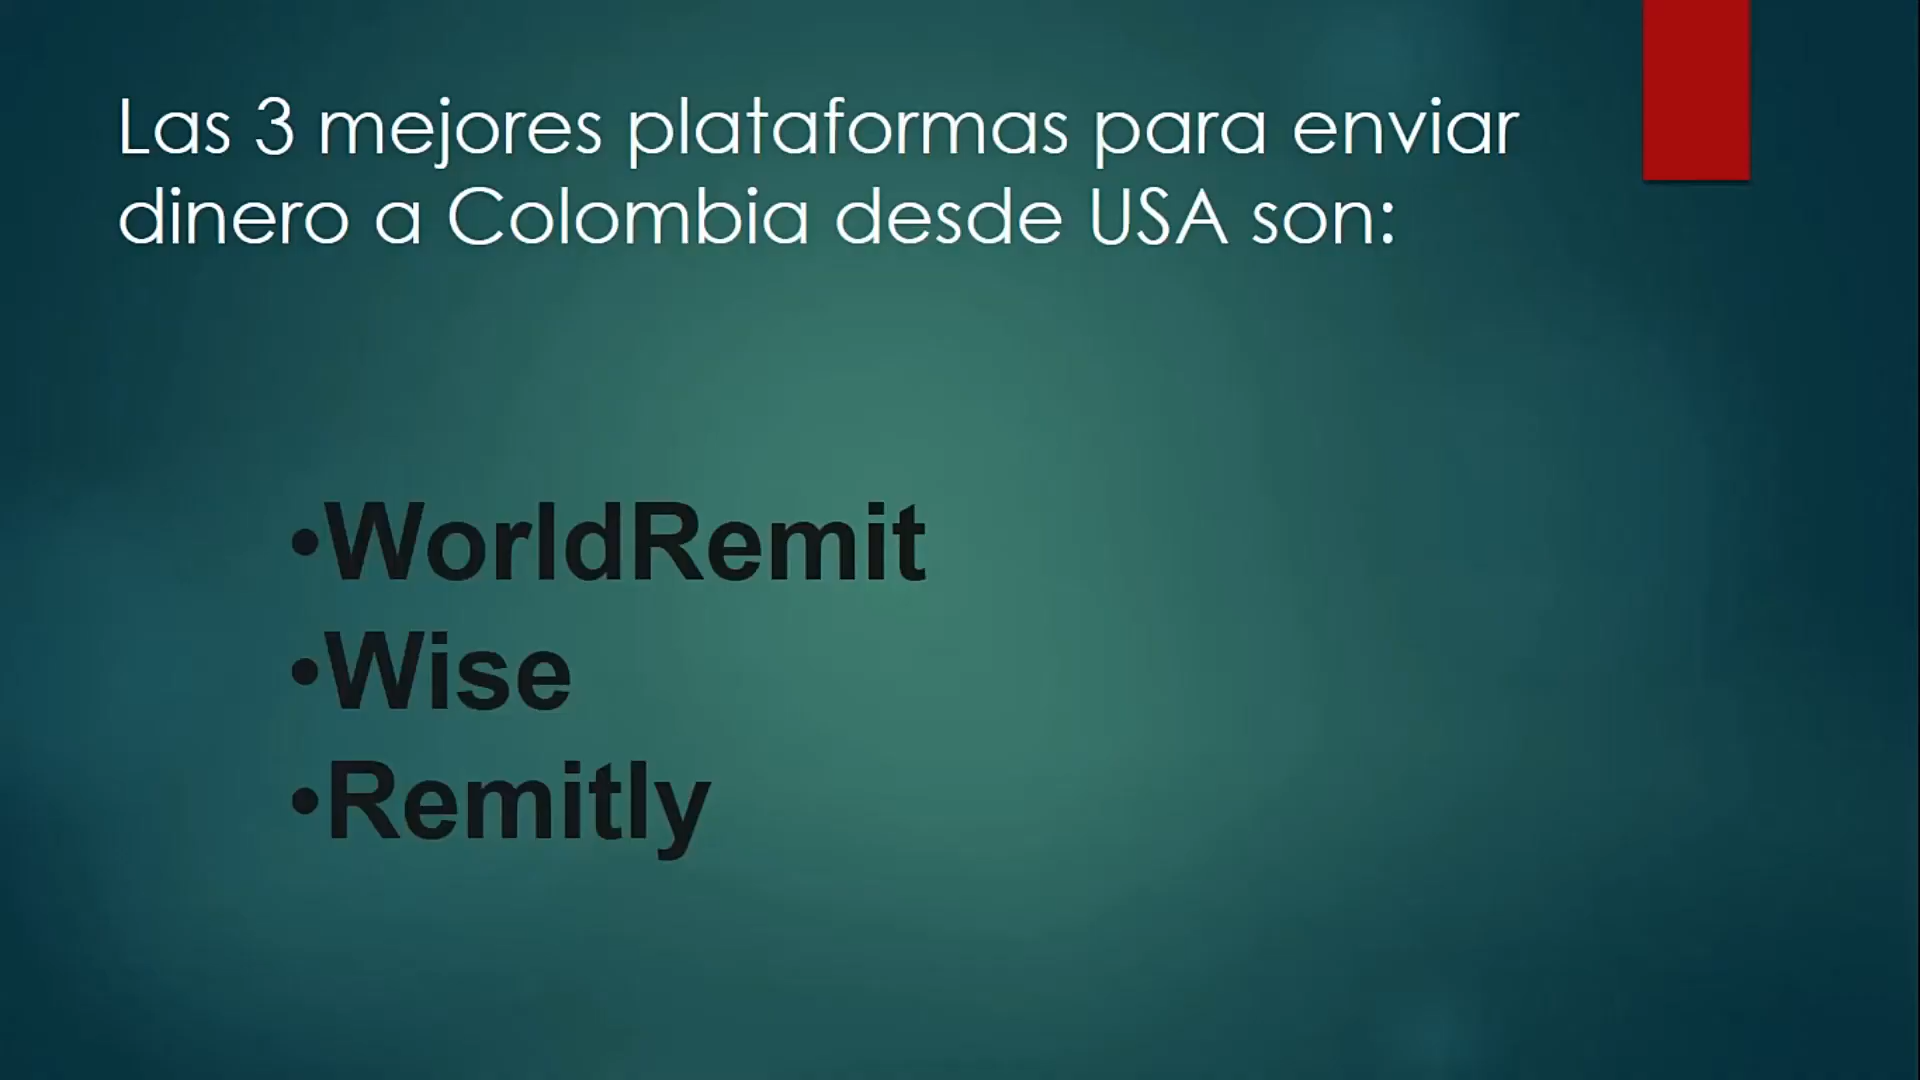 Las 3 mejores plataformas para enviar
dinero a Colombia desde USA son:
•WorldRemit
•Wise
•Remitly